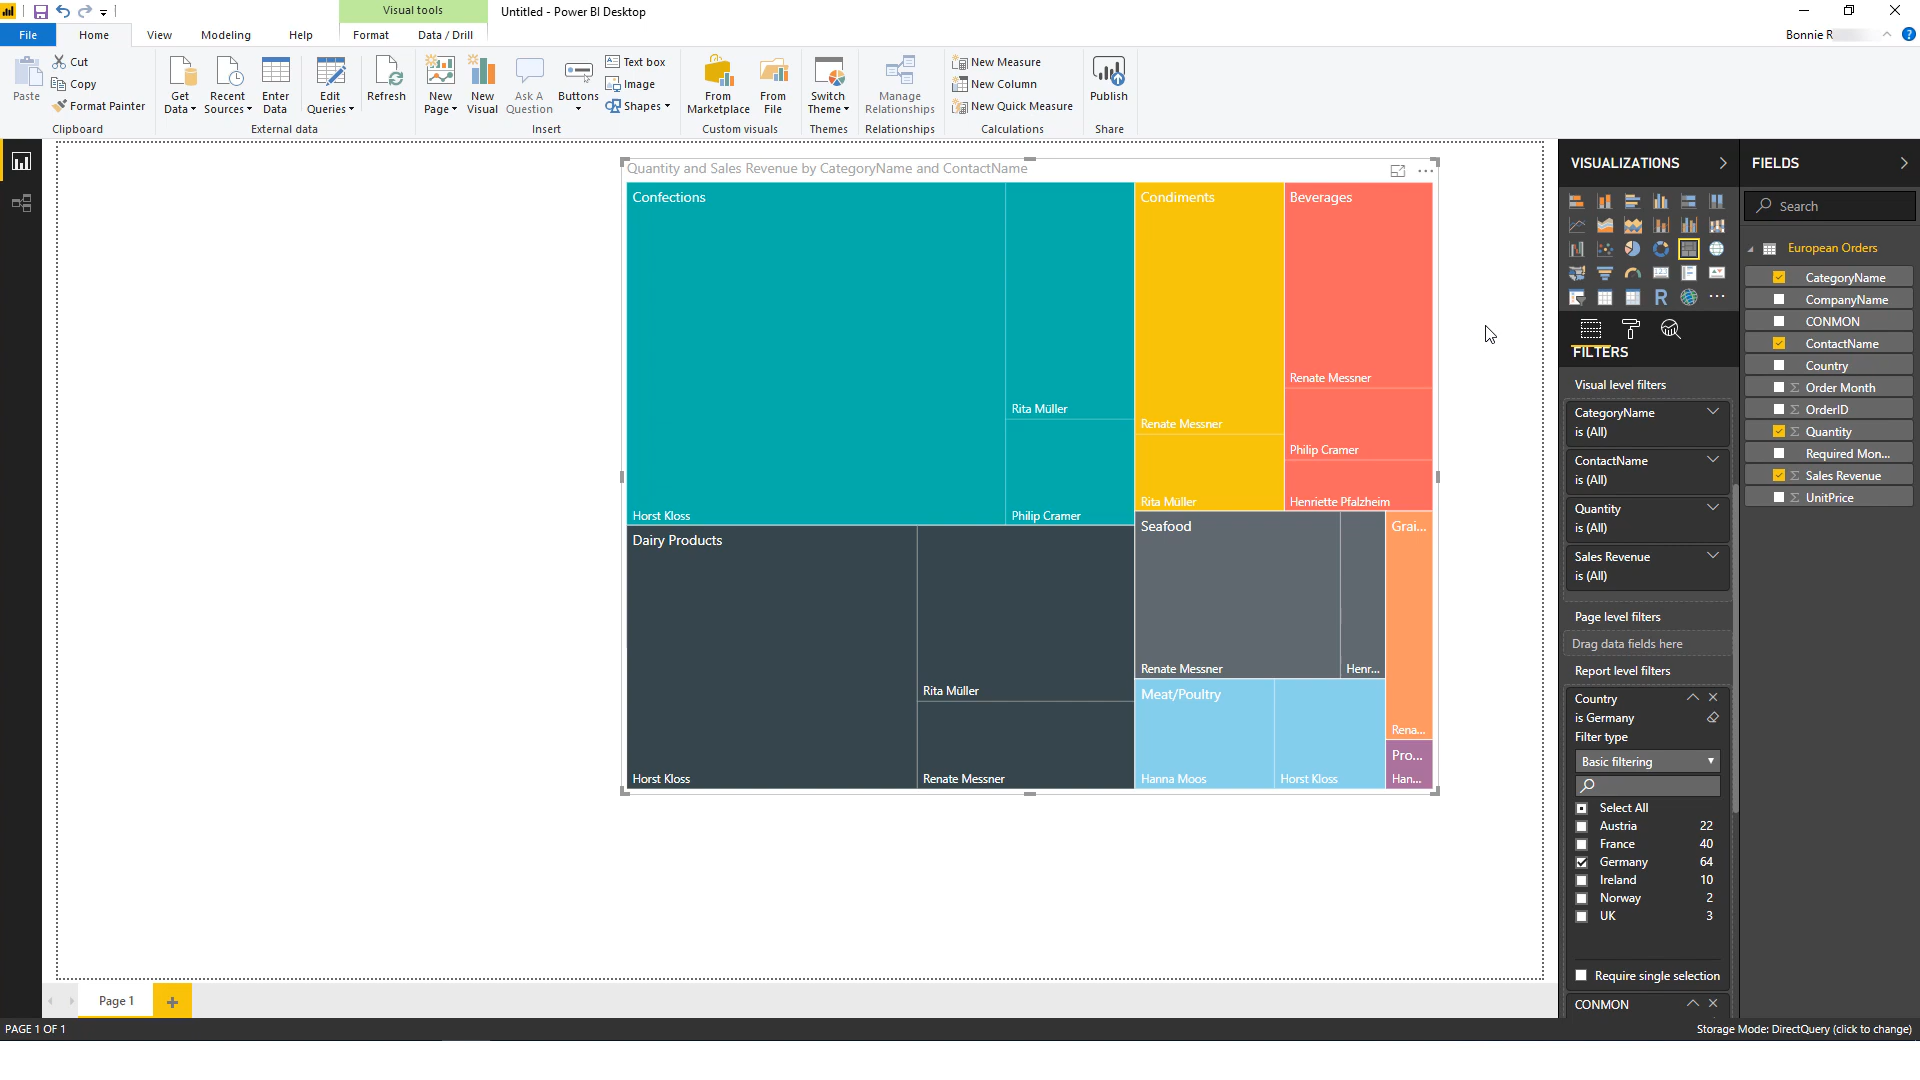 Visual tools
Untitled - Power BI Desktop
File
Home
View
Modeling
Help
Format
Data / Drill
Bonnie R
?
Paste
Cut
Copy
Format Painter
Clipboard
Get Data
Recent Sources
Enter Data
Edit Queries
Refresh
External data
New Page
New Visual
Ask A Question
Buttons
Text box
Image
Shapes
Insert
From Marketplace
From File
Custom visuals
Switch Theme
Themes
Manage Relationships
Relationships
New Measure
New Column
New Quick Measure
Calculations
Publish
Share
Quantity and Sales Revenue by CategoryName and ContactName
Confections
Horst Kloss
Rita Müller
Philip Cramer
Dairy Products
Horst Kloss
Rita Müller
Renate Messner
Condiments
Renate Messner
Rita Müller
Beverages
Renate Messner
Philip Cramer
Henriette Pfalzheim
Seafood
Renate Messner
Henr...
Grai...
Rena...
Meat/Poultry
Hanna Moos
Horst Kloss
Pro...
Han...
VISUALIZATIONS
R
FILTERS
Visual level filters
CategoryName
is (All)
ContactName
is (All)
Quantity
is (All)
Sales Revenue
is (All)
Page level filters
Drag data fields here
Report level filters
Country
is Germany
Filter type
Basic filtering
Select All
Austria 22
France 40
Germany 64
Ireland 10
Norway 2
UK 3
Require single selection
CONMON
FIELDS
Search
European Orders
CategoryName
CompanyName
CONMON
ContactName
Country
Σ Order Month
Σ OrderID
Σ Quantity
Required Mon...
Σ Sales Revenue
Σ UnitPrice
Page 1
PAGE 1 OF 1
Storage Mode: DirectQuery (click to change)